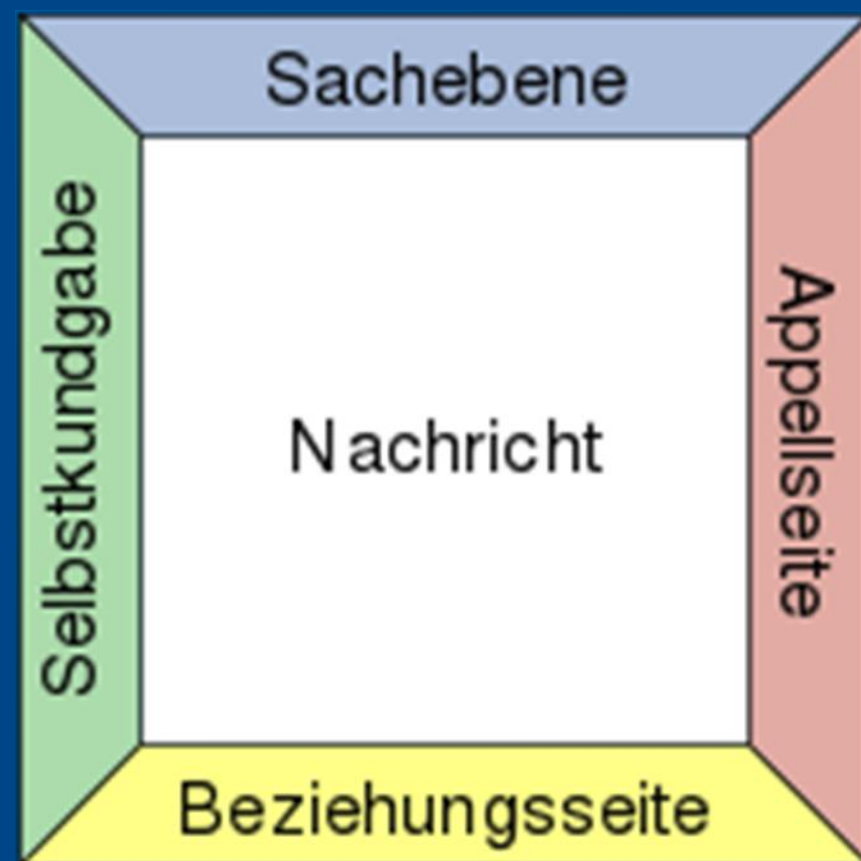 Sachebene
Selbstkundgabe
Nachricht
Appellseite
Beziehungsseite